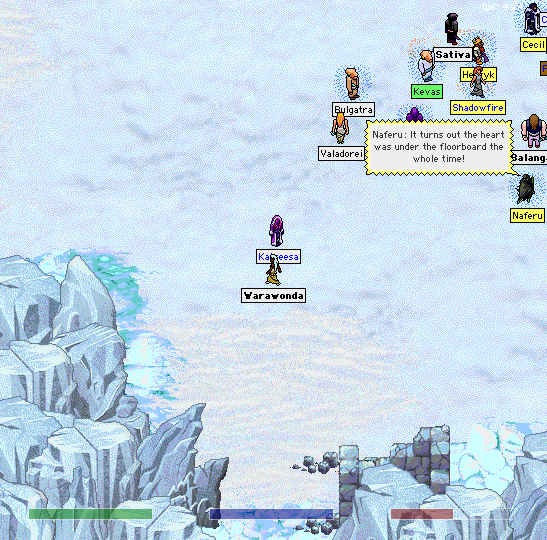 Cecil
Sativa
Kevas
Shadowfire
Bulgatra
Naferu: It turns out the heart
was under the floorboard the
whole time!
Valadorei
Naferu
Warawonda